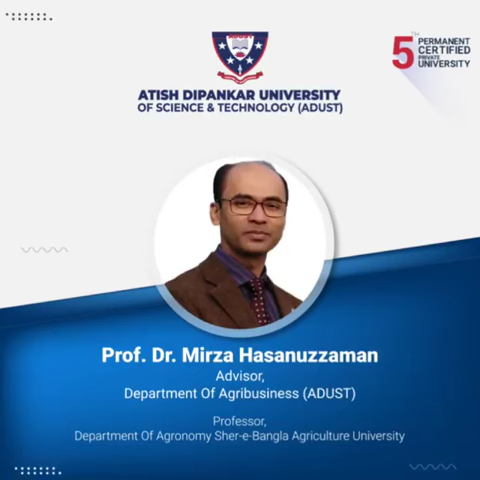 ADUST
ATISH DIPANKAR UNIVERSITY
OF SCIENCE & TECHNOLOGY (ADUST)
5TH
PERMANENT
CERTIFIED
PRIVATE
UNIVERSITY
Prof. Dr. Mirza Hasanuzzaman
Advisor,
Department Of Agribusiness (ADUST)
Professor,
Department Of Agronomy Sher-e-Bangla Agriculture University